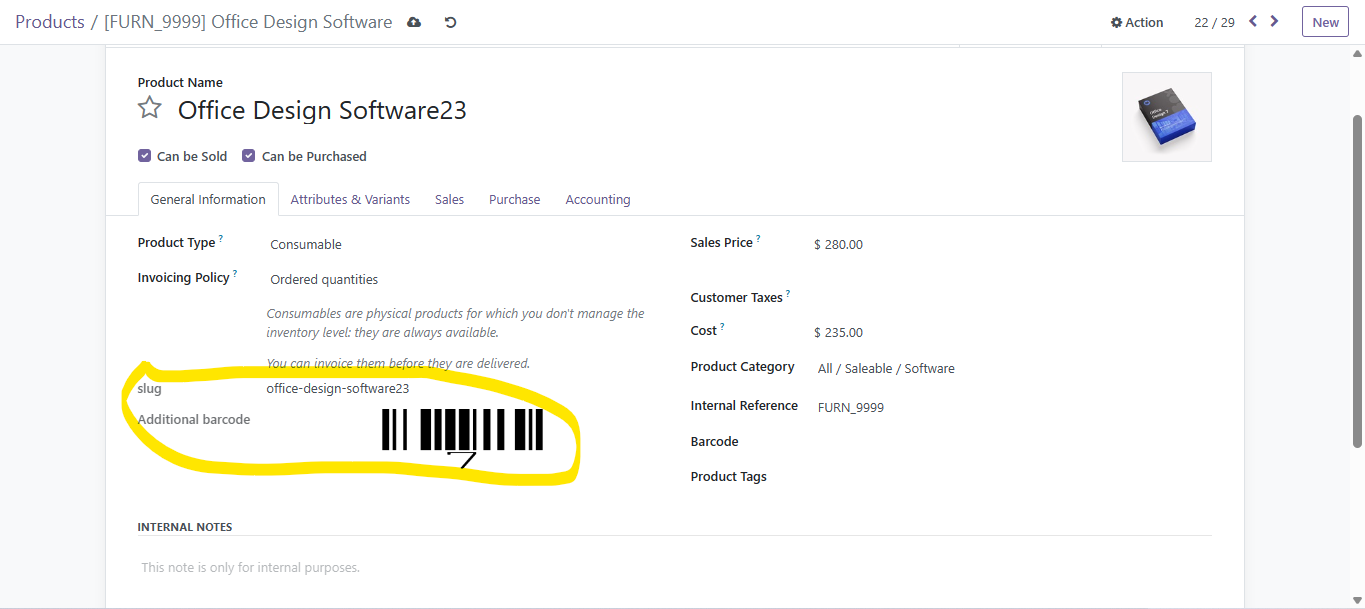 Products / [FURN_9999] Office Design Software
Action 22 / 29 New
Product Name
Office Design Software23
Can be Sold Can be Purchased
General Information Attributes & Variants Sales Purchase Accounting
Product Type ? Consumable
Invoicing Policy ? Ordered quantities
Consumables are physical products for which you don't manage the
inventory level: they are always available.
You can invoice them before they are delivered.
slug office-design-software23
Additional barcode
7
Sales Price ? $ 280.00
Customer Taxes ?
Cost ? $ 235.00
Product Category All / Saleable / Software
Internal Reference FURN_9999
Barcode
Product Tags
INTERNAL NOTES
This note is only for internal purposes.
Office
Design 7